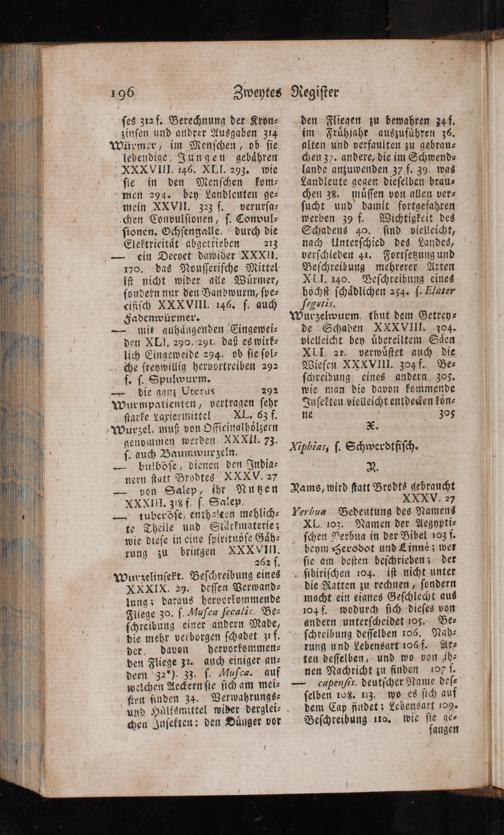 196 Zweytes Register
ses 312 f. Berechnung der Kron-
zinsen und andrer Ausgaben 314
Würmer, im Menschen, ob sie
lebendige Jungen gebähren
XXXVIII. 146. XLI. 293. wie
sie in den Menschen kom-
men 294. bey Landleuten ge-
mein XXVII. 323 f. verursa-
chen Convulsionen, s. Convul-
sionen. Ochsengalle. durch die
Elektricität abgetrieben 213
— ein Decoct dawider XXXII.
170. das Noufferische Mittel
ist nicht wider alle Würmer,
sondern nur den Bandwurm, spe-
cifisch XXXVIII. 146. s. auch
Fadenwürmer.
— mit anhängenden Eingewei-
den XLI. 290. 291. daß es wirk-
lich Eingeweide 294. ob sie sol-
che freywillig hervortreiben 292
f. s. Spulwurm.
— die ganz Uterus 292
Wurmpatienten, vertragen sehr
starke Laxiermittel XL. 63 f.
Wurzel. muß von Officinalhölzern
genommen werden XXXII. 73.
s. auch Baumwurzeln.
— bulböse, dienen den India-
nern statt Brodtes XXXV. 27
— von Salep, ihr Nutzen
XXXIII. 318 f. s. Salep.
— tuberöse, enthalten mehlich-
te Theile und Stärkmaterie;
wie diese in eine spirituöse Gäh-
rung zu bringen XXXVIII.
262 f.
Wurzelinsekt. Beschreibung eines
XXXIX. 29. dessen Verwand-
lung; daraus hervorkommende
Fliege 30. s. Musca secalis. Be-
schreibung einer andern Made,
die mehr verborgen schadet 31 f.
der davon hervorkommen-
den Fliege 32. auch einiger an-
dern 32*). 33. s. Musca. auf
welchen Aeckern sie sich am mei-
sten finden 34. Verwahrungs-
und Hülfsmittel wider derglei-
chen Insekten: den Dünger vor
den Fliegen zu bewahren 34 f.
im Frühjahr auszuführen 36.
alten und verfaulten zu gebrau-
chen 37. andere, die im Schwend-
lande anzuwenden 37 f. 39. was
Landleute gegen dieselben brau-
chen 38. müssen von allen ver-
sucht und damit fortgefahren
werden 39 f. Wichtigkeit des
Schadens 40. sind vielleicht,
nach Unterschied des Landes,
verschieden 41. Fortsetzung und
Beschreibung mehrerer Arten
XLI. 140. Beschreibung eines
höchst schädlichen 254. s. Elater
segetis.
Wurzelwurm. thut dem Getrey-
de Schaden XXXVIII. 304.
vielleicht bey übereiltem Säen
XLI. 21. verwüstet auch die
Wiesen XXXVIII. 304 f. Be-
schreibung eines andern 305.
wie man die davon kommende
Insekten vielleicht entdecken kön-
ne 305
X.
Xiphias, s. Schwerdtfisch.
Y.
Yams, wird statt Brodts gebraucht
XXXV. 27
Yerbua Bedeutung des Namens
XL. 103. Namen der Aegypti-
schen Yerbua in der Bibel 103 f.
beym Herodot und Linné; wer
sie am besten beschrieben; der
sibirischen 104. ist nicht unter
die Ratten zu rechnen, sondern
macht ein eignes Geschlecht aus
104 f. wodurch sich dieses von
andern unterscheidet 105. Be-
schreibung desselben 106. Nah-
rung und Lebensart 106 f. Ar-
ten desselben, und wo von ih-
nen Nachricht zu finden 107 f.
— capensis. deutscher Name des-
selben 108. 113. wo es sich auf
dem Cap findet; Lebensart 109.
Beschreibung 110. wie sie ge-
fangen